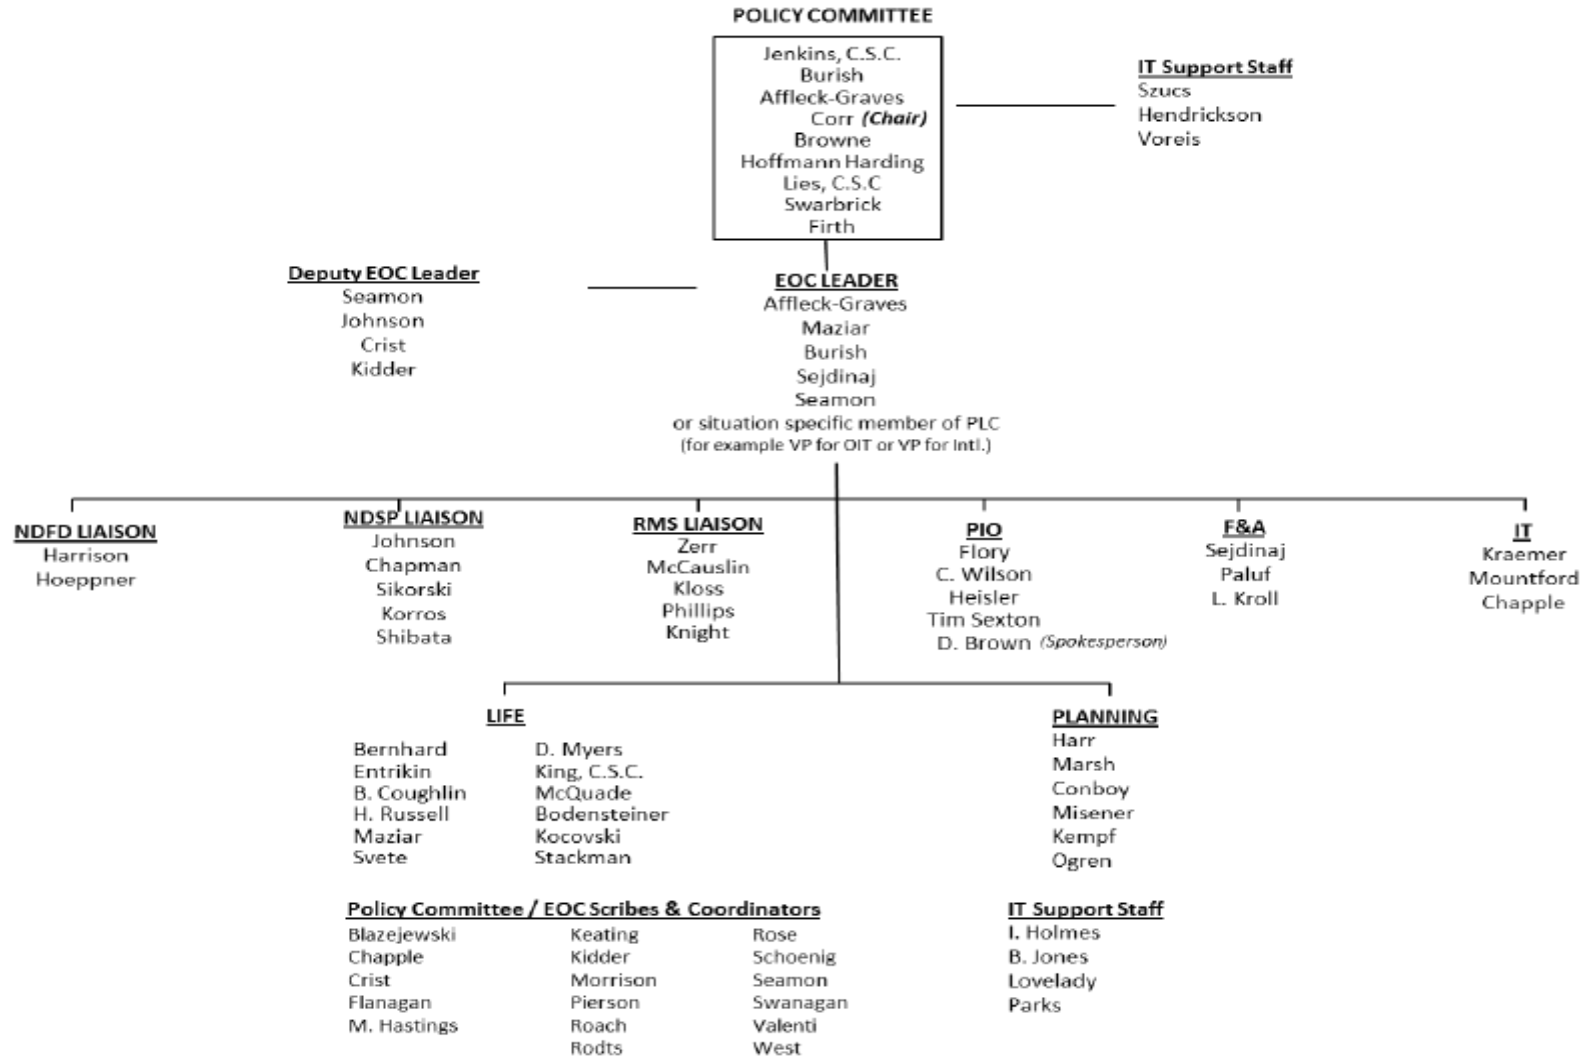 POLICY COMMITTEE
Jenkins, C.S.C.
Burish
Affleck-Graves
Corr (Chair)
Browne
Hoffmann Harding
Lies, C.S.C
Swarbrick
Firth
IT Support Staff
Szucs
Hendrickson
Voreis
Deputy EOC Leader
Seamon
Johnson
Crist
Kidder
EOC LEADER
Affleck-Graves
Maziar
Burish
Sejdinaj
Seamon
or situation specific member of PLC
(for example VP for OIT or VP for Intl.)
NDFD LIAISON
Harrison
Hoeppner
NDSP LIAISON
Johnson
Chapman
Sikorski
Korros
Shibata
RMS LIAISON
Zerr
McCauslin
Kloss
Phillips
Knight
PIO
Flory
C. Wilson
Heisler
Tim Sexton
D. Brown (Spokesperson)
F&A
Sejdinaj
Paluf
L. Kroll
IT
Kraemer
Mountford
Chapple
LIFE
Bernhard
Entrikin
B. Coughlin
H. Russell
Maziar
Svete
D. Myers
King, C.S.C.
McQuade
Bodensteiner
Kocovski
Stackman
PLANNING
Harr
Marsh
Conboy
Misener
Kempf
Ogren
Policy Committee / EOC Scribes & Coordinators
Blazejewski
Chapple
Crist
Flanagan
M. Hastings
Keating
Kidder
Morrison
Pierson
Roach
Rodts
Rose
Schoenig
Seamon
Swanagan
Valenti
West
IT Support Staff
I. Holmes
B. Jones
Lovelady
Parks